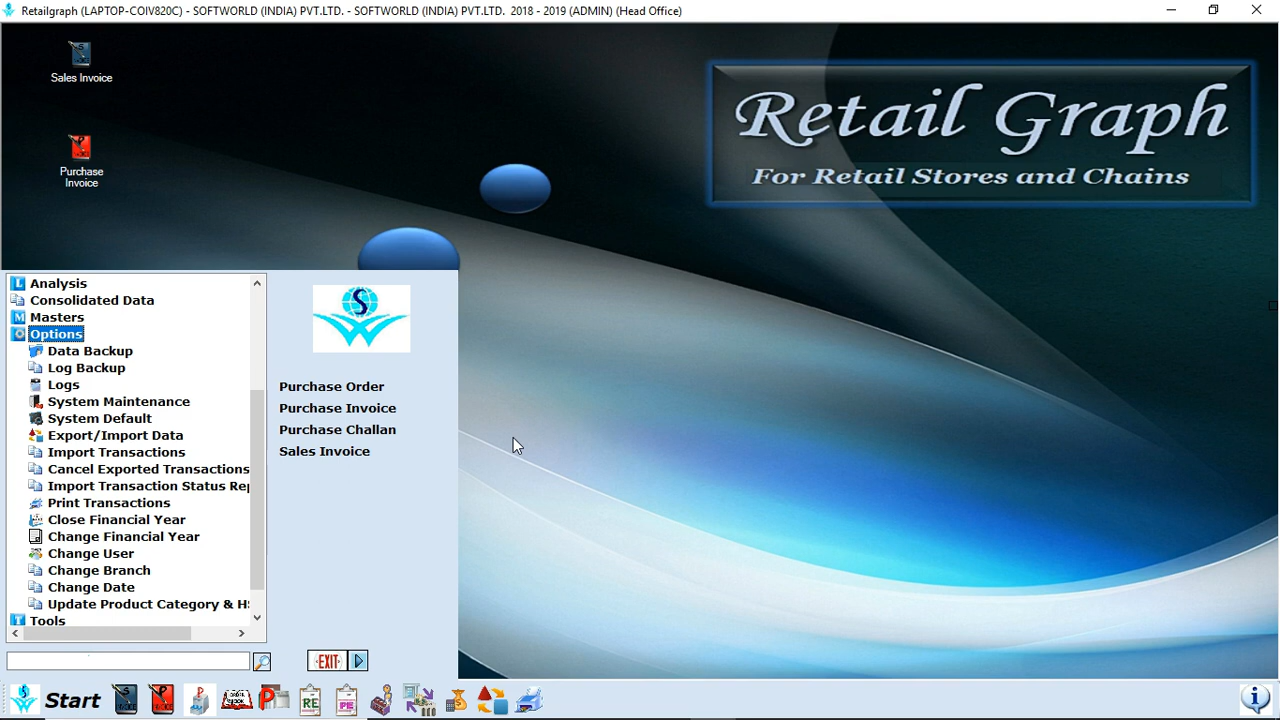 Retailgraph (LAPTOP-COIV820C) - SOFTWORLD (INDIA) PVT.LTD. - SOFTWORLD (INDIA) PVT.LTD. 2018 - 2019 (ADMIN) (Head Office)
Sales Invoice
Purchase
Invoice
Retail Graph
For Retail Stores and Chains
Analysis
Consolidated Data
Masters
Options
Data Backup
Log Backup
Logs
System Maintenance
System Default
Export/Import Data
Import Transactions
Cancel Exported Transactions
Import Transaction Status Rep
Print Transactions
Close Financial Year
Change Financial Year
Change User
Change Branch
Change Date
Update Product Category & H
Tools
Purchase Order
Purchase Invoice
Purchase Challan
Sales Invoice
EXIT
Start